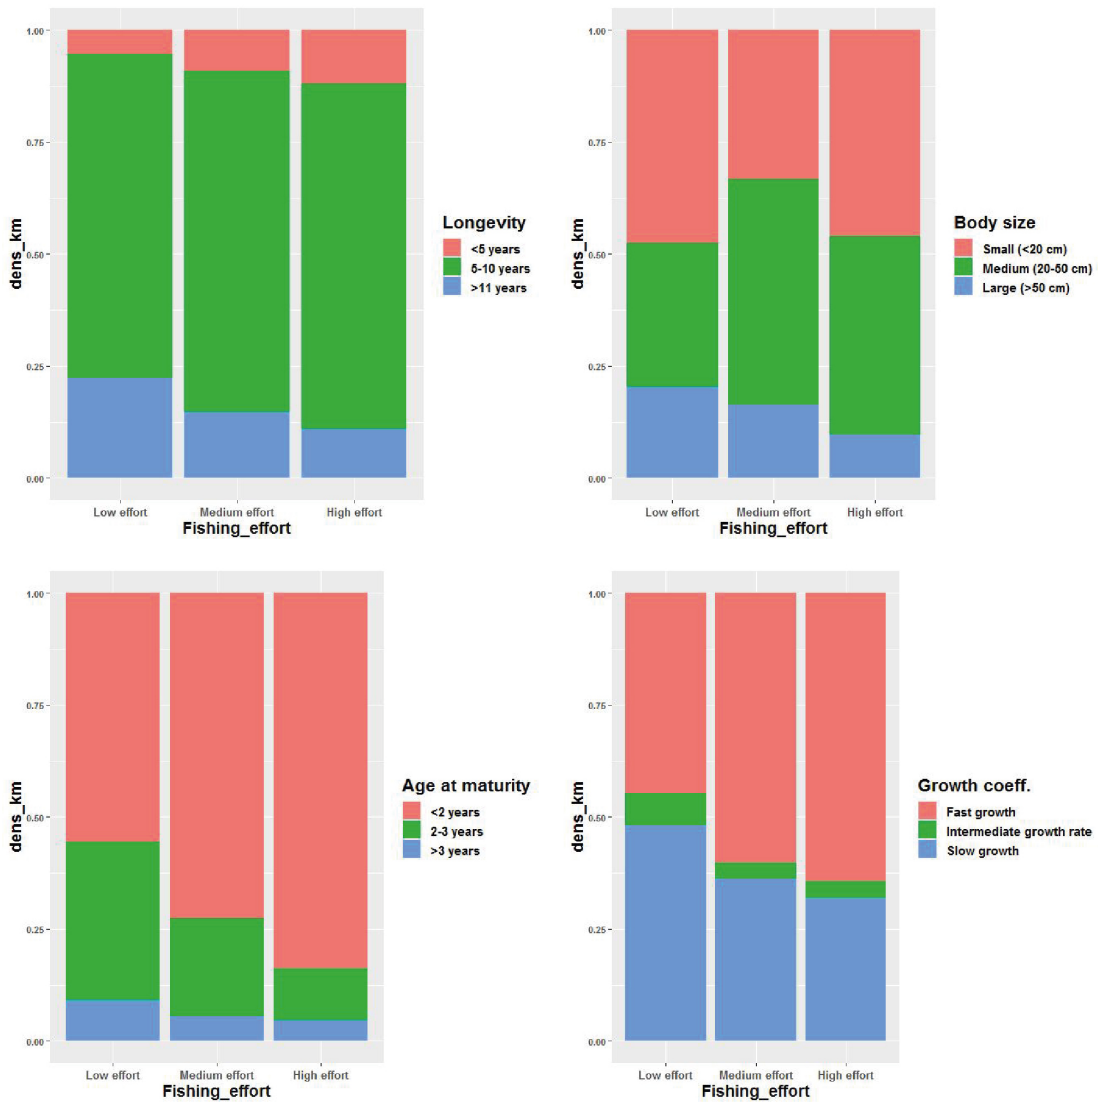 1.00
0.75
0.50
0.25
0.00
dens_km
Low effort Medium effort High effort
Fishing_effort
Longevity
<5 years
5-10 years
>11 years
1.00
0.75
0.50
0.25
0.00
dens_km
Low effort Medium effort High effort
Fishing_effort
Body size
Small (<20 cm)
Medium (20-50 cm)
Large (>50 cm)
1.00
0.75
0.50
0.25
0.00
dens_km
Low effort Medium effort High effort
Fishing_effort
Age at maturity
<2 years
2-3 years
>3 years
1.00
0.75
0.50
0.25
0.00
dens_km
Low effort Medium effort High effort
Fishing_effort
Growth coeff.
Fast growth
Intermediate growth rate
Slow growth